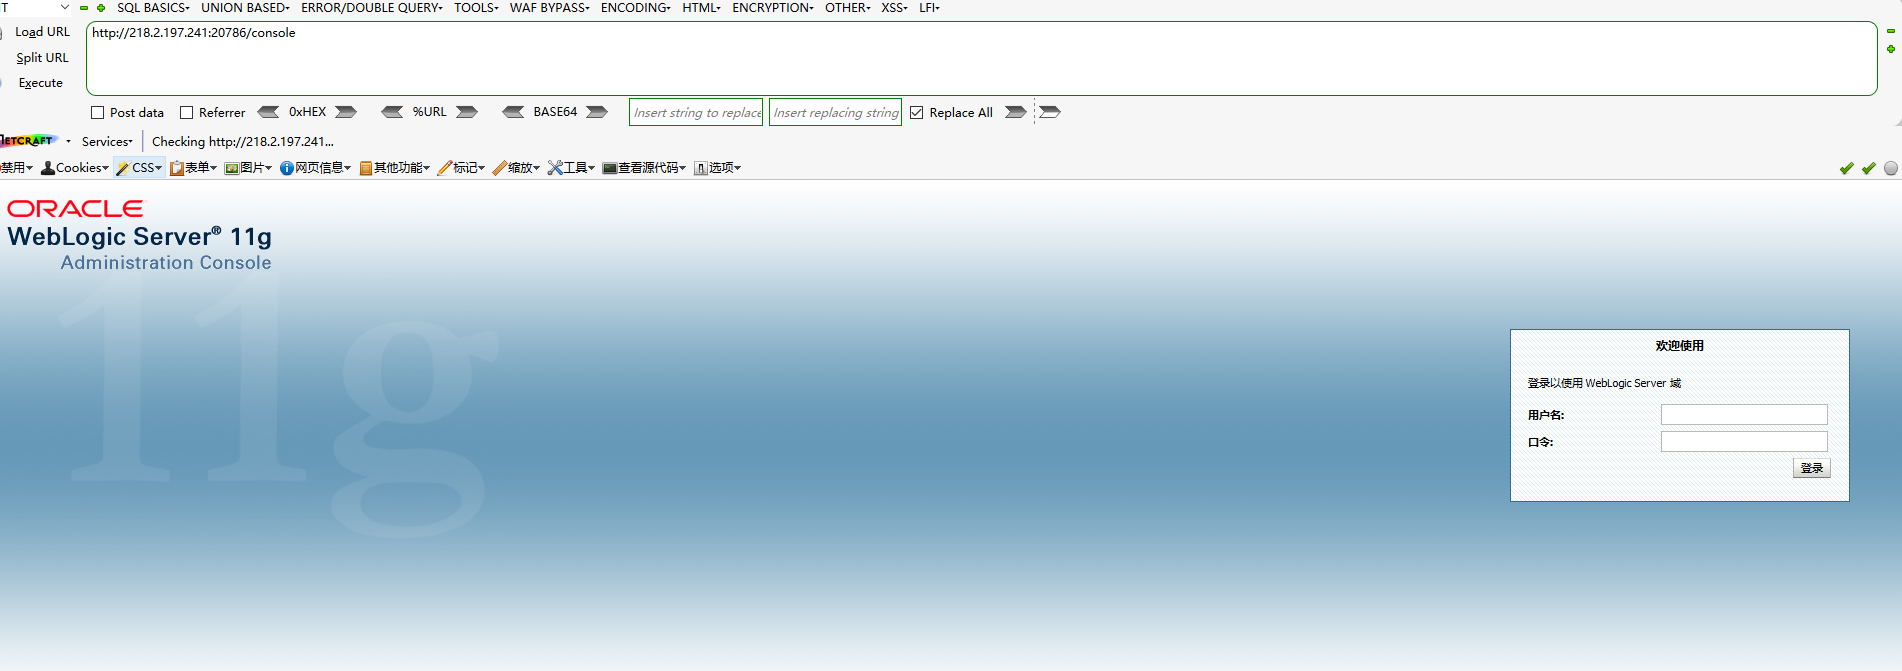 T SQL BASICS UNION BASED ERROR/DOUBLE QUERY TOOLS WAF BYPASS ENCODING HTML ENCRYPTION OTHER XSS LFI
Load URL http://218.2.197.241:20786/console
Split URL
Execute
Post data Referrer 0xHEX %URL BASE64 Insert string to replace Insert replacing string Replace All
NETCRAFT Services Checking http://218.2.197.241...
禁用 Cookies CSS 表单 图片 网页信息 其他功能 标记 缩放 工具 查看源代码 选项
ORACLE
WebLogic Server® 11g
Administration Console
11g
欢迎使用
登录以使用 WebLogic Server 域
用户名:
口令:
登录